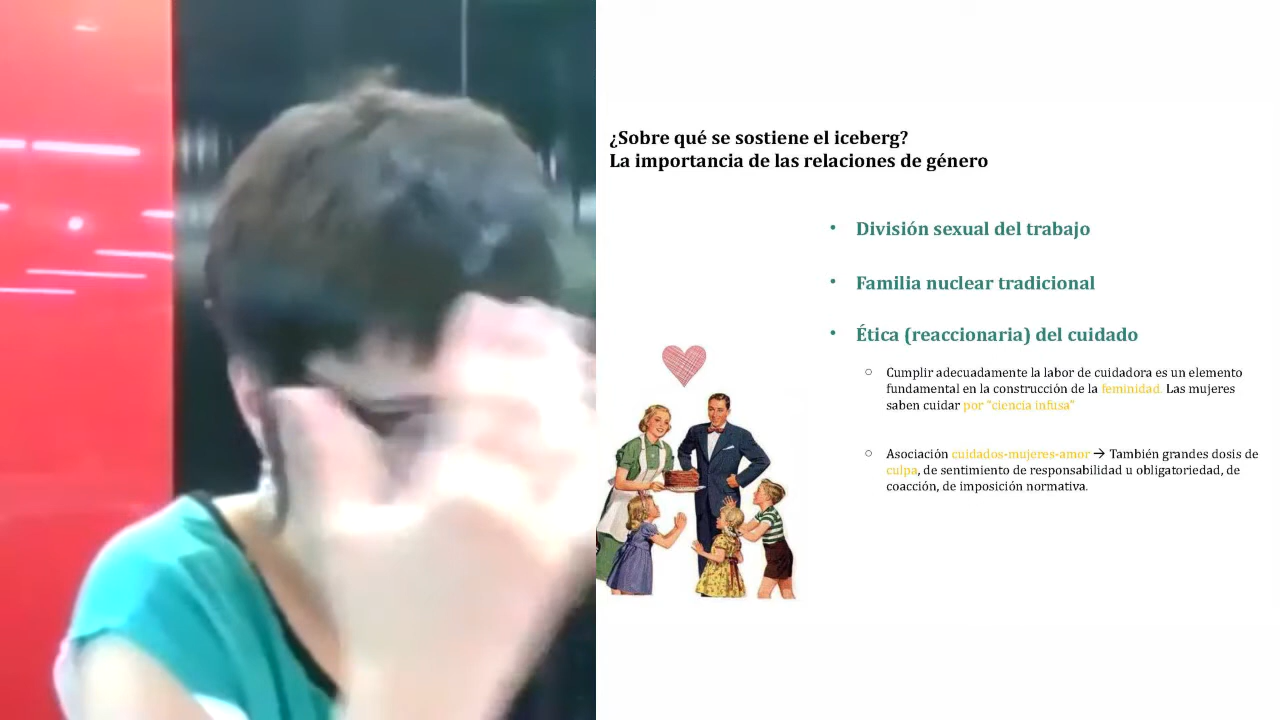 ¿Sobre qué se sostiene el iceberg?
La importancia de las relaciones de género
• División sexual del trabajo
• Familia nuclear tradicional
• Ética (reaccionaria) del cuidado
○ Cumplir adecuadamente la labor de cuidadora es un elemento
fundamental en la construcción de la feminidad. Las mujeres
saben cuidar por "ciencia infusa"
○ Asociación cuidados-mujeres-amor → También grandes dosis de
culpa, de sentimiento de responsabilidad u obligatoriedad, de
coacción, de imposición normativa.